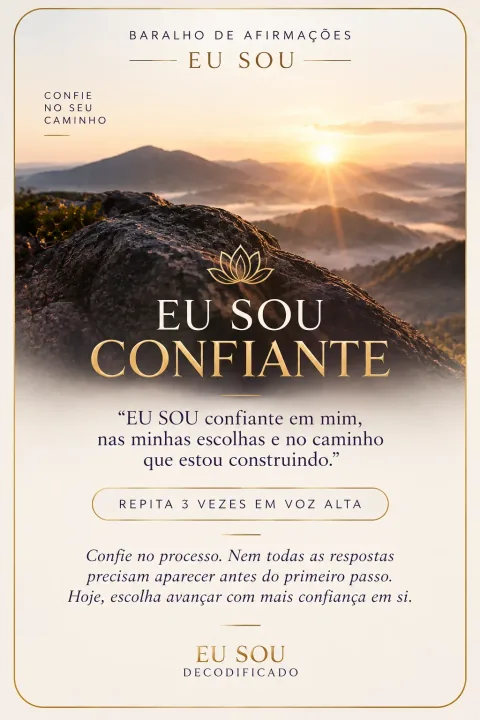 BARALHO DE AFIRMAÇÕES
EU SOU
CONFIE
NO SEU
CAMINHO
EU SOU
CONFIANTE
“EU SOU confiante em mim,
nas minhas escolhas e no caminho
que estou construindo.”
REPITA 3 VEZES EM VOZ ALTA
Confie no processo. Nem todas as respostas
precisam aparecer antes do primeiro passo.
Hoje, escolha avançar com mais confiança em si.
EU SOU
DECODIFICADO